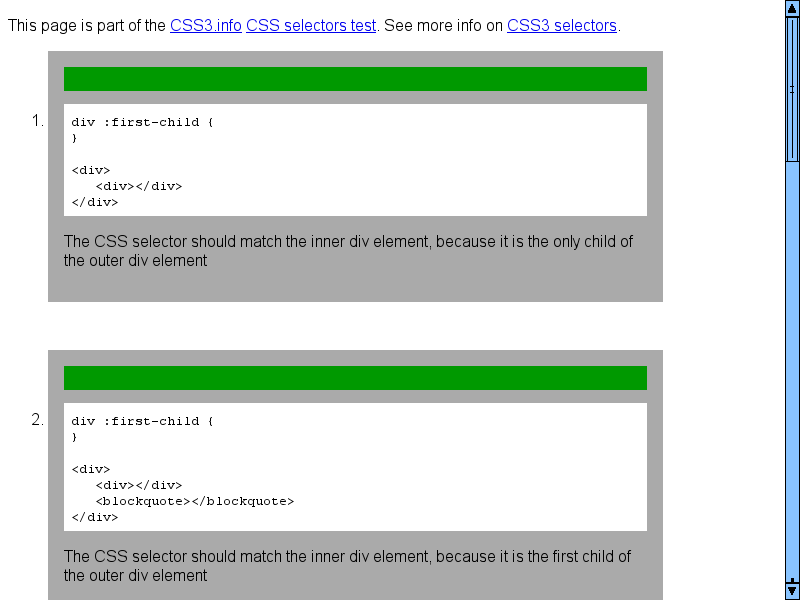 This page is part of the CSS3.info CSS selectors test. See more info on CSS3 selectors.
1.
div :first-child {
}
<div>
<div></div>
</div>
The CSS selector should match the inner div element, because it is the only child of
the outer div element
2.
div :first-child {
}
<div>
<div></div>
<blockquote></blockquote>
</div>
The CSS selector should match the inner div element, because it is the first child of
the outer div element